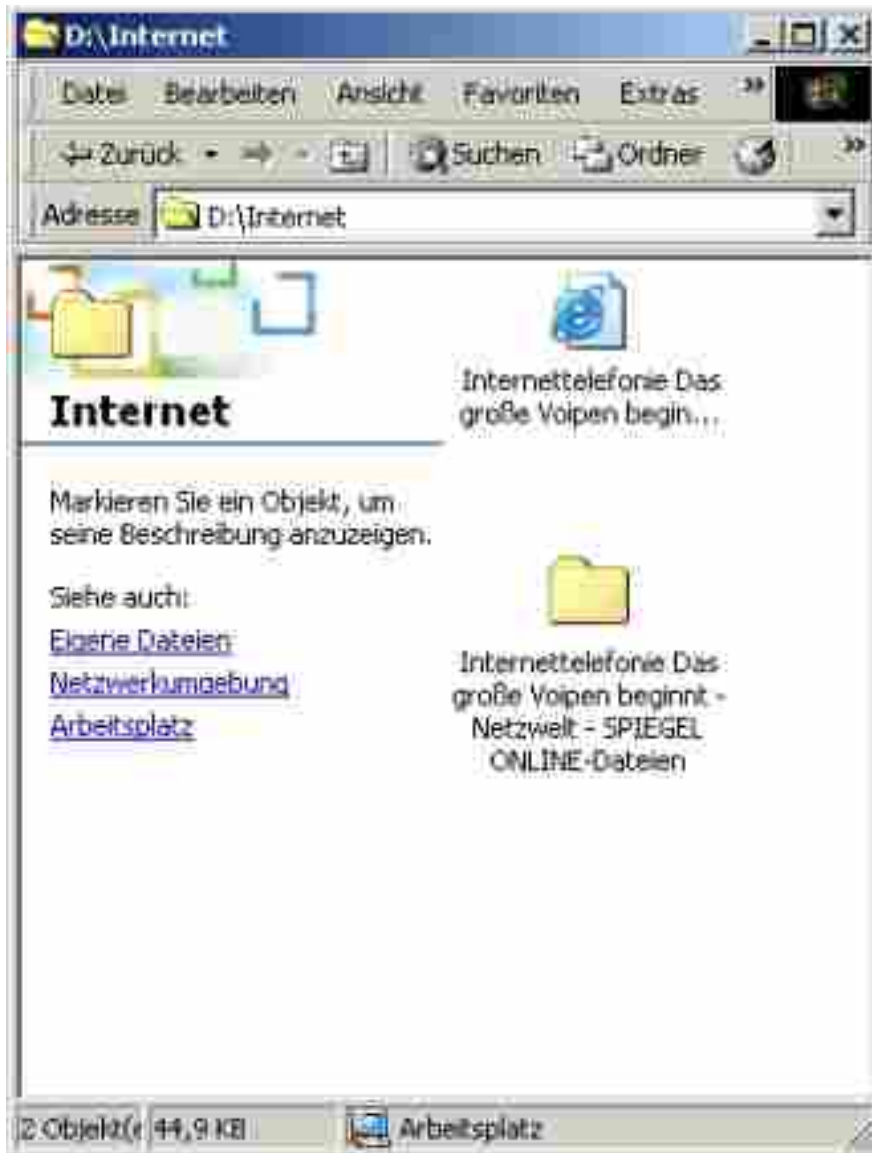 D:\Internet
Datei Bearbeiten Ansicht Favoriten Extras »
Zurück Suchen Ordner »
Adresse D:\Internet
Internet
Markieren Sie ein Objekt, um
seine Beschreibung anzuzeigen.
Siehe auch:
Eigene Dateien
Netzwerkumgebung
Arbeitsplatz
Internettelefonie Das
große Voipen begin...
Internettelefonie Das
große Voipen beginnt -
Netzwelt - SPIEGEL
ONLINE-Dateien
2 Objekt(e 44,9 KB Arbeitsplatz